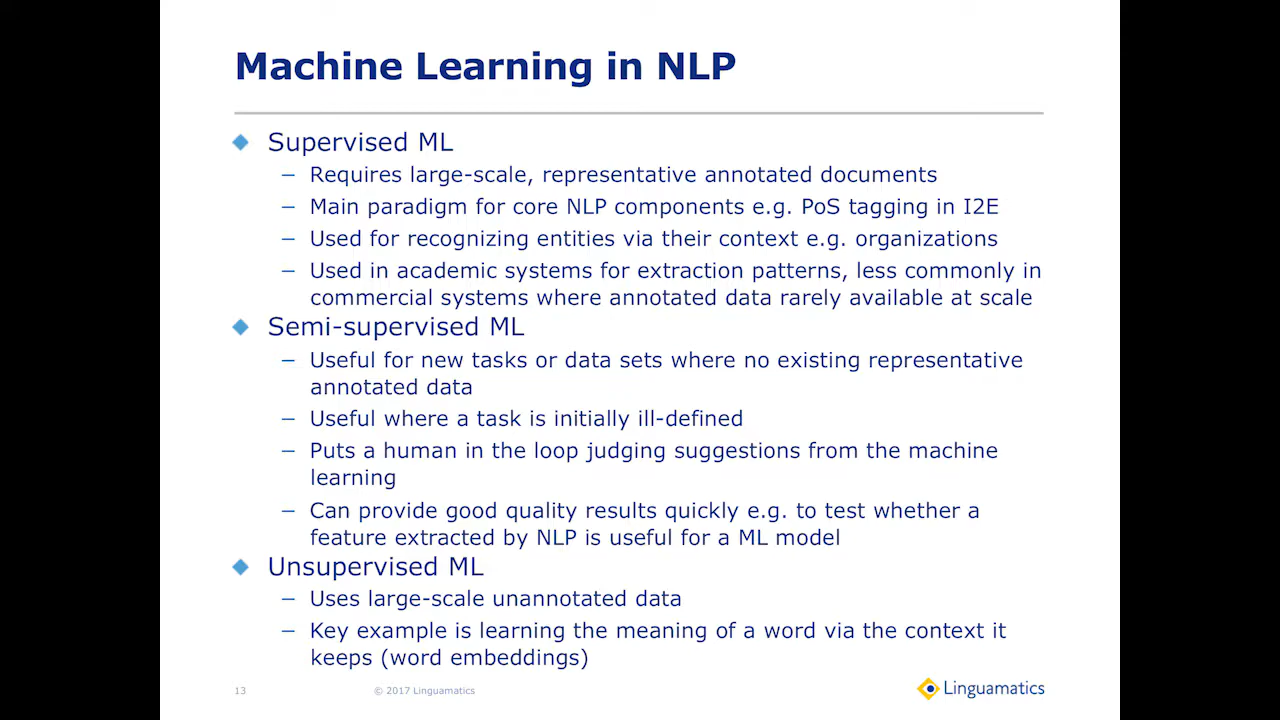 Machine Learning in NLP
Supervised ML
– Requires large-scale, representative annotated documents
– Main paradigm for core NLP components e.g. PoS tagging in I2E
– Used for recognizing entities via their context e.g. organizations
– Used in academic systems for extraction patterns, less commonly in
commercial systems where annotated data rarely available at scale
Semi-supervised ML
– Useful for new tasks or data sets where no existing representative
annotated data
– Useful where a task is initially ill-defined
– Puts a human in the loop judging suggestions from the machine
learning
– Can provide good quality results quickly e.g. to test whether a
feature extracted by NLP is useful for a ML model
Unsupervised ML
– Uses large-scale unannotated data
– Key example is learning the meaning of a word via the context it
keeps (word embeddings)
13 © 2017 Linguamatics Linguamatics